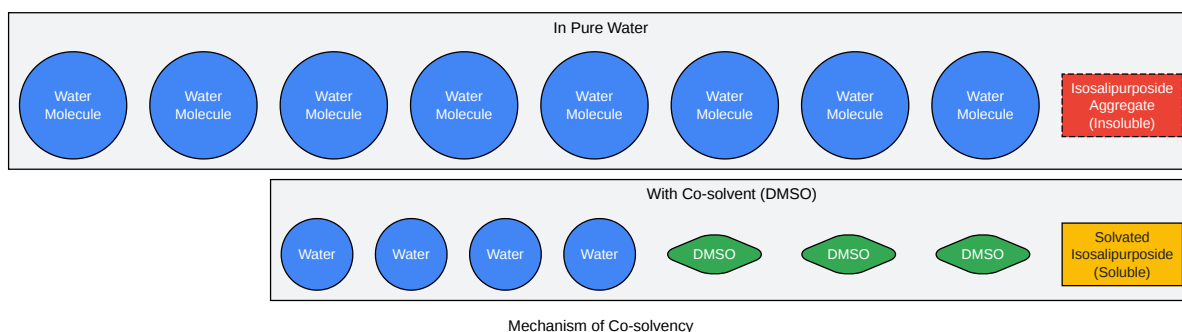 In Pure Water
Water
Molecule
Water
Molecule
Water
Molecule
Water
Molecule
Water
Molecule
Water
Molecule
Water
Molecule
Water
Molecule
Isosalipurposide
Aggregate
(Insoluble)
With Co-solvent (DMSO)
Water
Water
Water
Water
DMSO
DMSO
DMSO
Solvated
Isosalipurposide
(Soluble)
Mechanism of Co-solvency